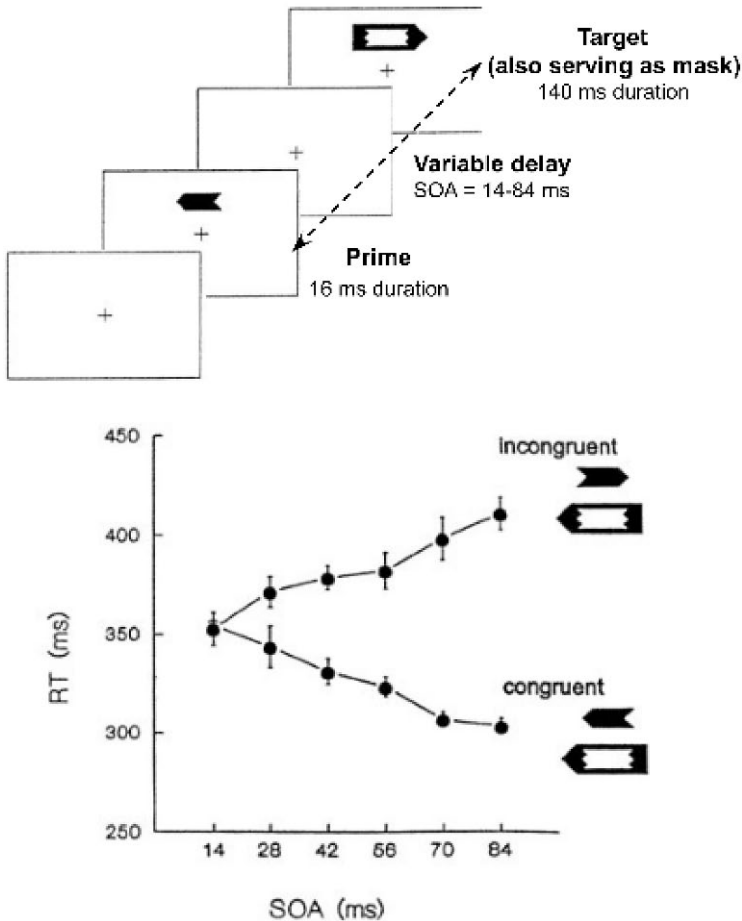 Target
(also serving as mask)
140 ms duration
Variable delay
SOA = 14-84 ms
Prime
16 ms duration
450
400
350
300
250
RT (ms)
incongruent
congruent
14 28 42 56 70 84
SOA (ms)